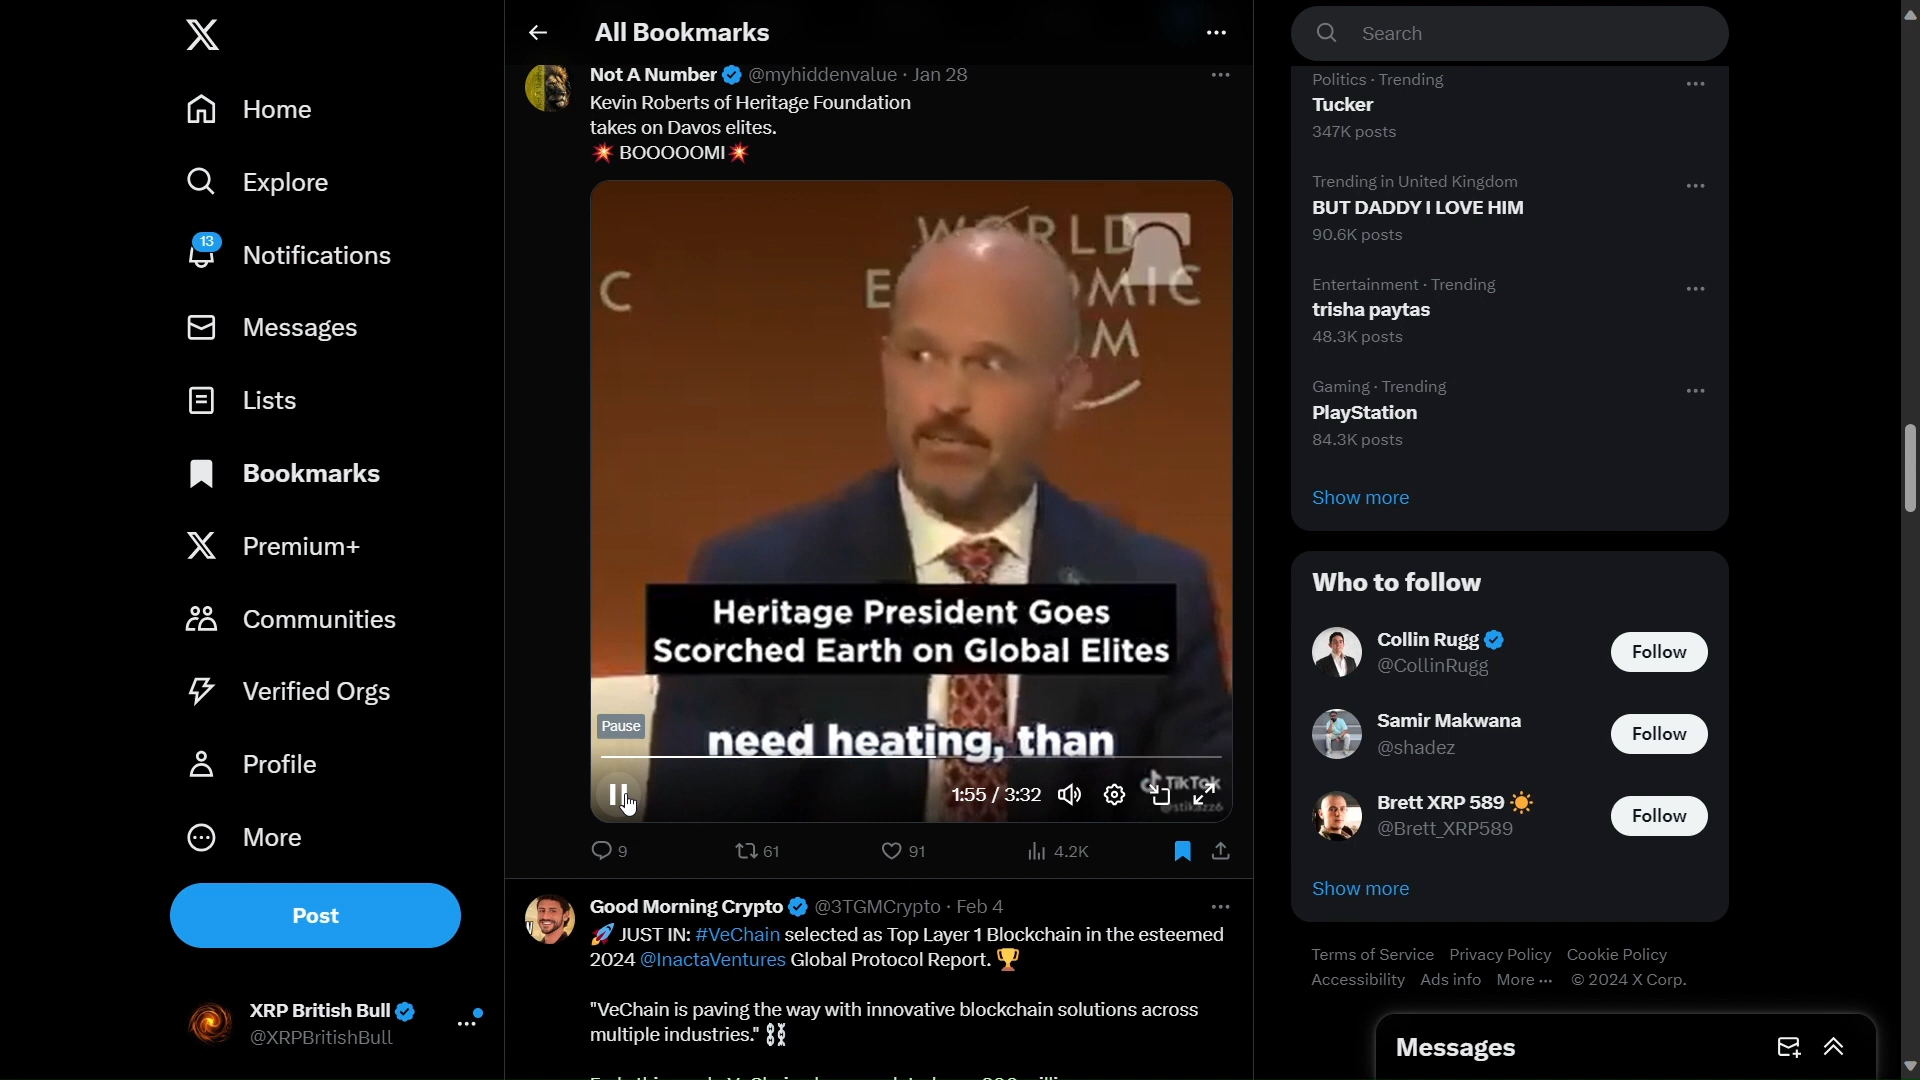 Home
Explore
13
Notifications
Messages
Lists
Bookmarks
Premium+
Communities
Verified Orgs
Profile
More
Post
XRP British Bull
@XRPBritishBull
All Bookmarks
Not A Number @myhiddenvalue · Jan 28
Kevin Roberts of Heritage Foundation
takes on Davos elites.
💥 BOOOOOMI💥
C
WORLD
ECONOMIC
FORUM
Heritage President Goes
Scorched Earth on Global Elites
Pause
need heating, than
1:55 / 3:32
TikTok
@stikazz6
9
61
91
4.2K
Good Morning Crypto @3TGMCrypto · Feb 4
🚀 JUST IN: #VeChain selected as Top Layer 1 Blockchain in the esteemed
2024 @InactaVentures Global Protocol Report. 🏆
"VeChain is paving the way with innovative blockchain solutions across
multiple industries." ⛓️
Search
Politics · Trending
Tucker
347K posts
Trending in United Kingdom
BUT DADDY I LOVE HIM
90.6K posts
Entertainment · Trending
trisha paytas
48.3K posts
Gaming · Trending
PlayStation
84.3K posts
Show more
Who to follow
Collin Rugg
@CollinRugg
Follow
Samir Makwana
@shadez
Follow
Brett XRP 589 ☀️
@Brett_XRP589
Follow
Show more
Terms of Service Privacy Policy Cookie Policy
Accessibility Ads info More ··· © 2024 X Corp.
Messages